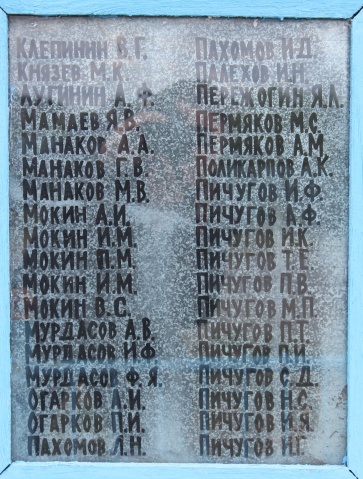 КЛЕПИНИН В.Г.
КНЯЗЕВ М.К.
ЛУГИНИН А.Ф.
МАМАЕВ Я.В.
МАНАКОВ А.А.
МАНАКОВ Г.В.
МАНАКОВ М.В.
МОКИН А.И.
МОКИН И.И.
МОКИН П.М.
МОКИН И.М.
МОКИН В.С.
МУРДАСОВ А.В.
МУРДАСОВ И.Ф
МУРДАСОВ Ф.Я.
ОГАРКОВ А.И.
ОГАРКОВ П.И.
ПАХОМОВ Л.Н.
ПАХОМОВ И.Д.
ПАЛЕХОВ И.Н.
ПЕРЕЖОГИН Я.Л.
ПЕРМЯКОВ М.С.
ПЕРМЯКОВ А.М.
ПОЛИКАРПОВ А.К.
ПИЧУГОВ И.Ф
ПИЧУГОВ А.Ф.
ПИЧУГОВ И.К.
ПИЧУГОВ Т.Е.
ПИЧУГОВ П.В.
ПИЧУГОВ М.П.
ПИЧУГОВ П.Т.
ПИЧУГОВ П.И.
ПИЧУГОВ С.Д.
ПИЧУГОВ Н.С.
ПИЧУГОВ И.Я.
ПИЧУГОВ И.Г.